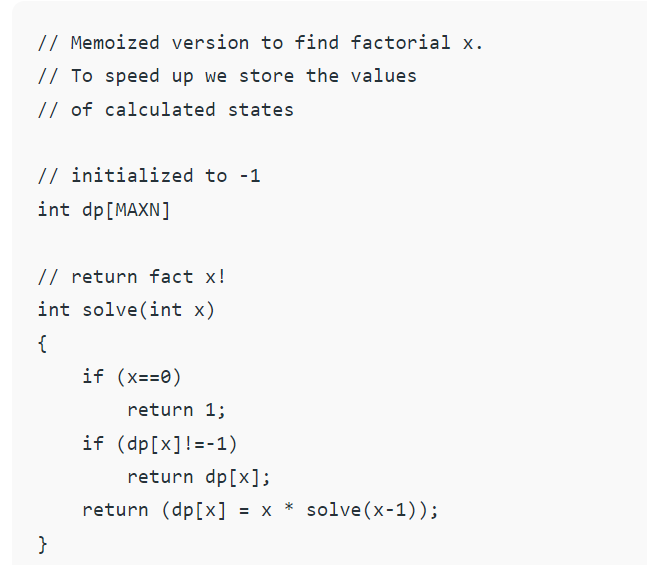 // Memoized version to find factorial x.
// To speed up we store the values
// of calculated states
// initialized to -1
int dp[MAXN]
// return fact x!
int solve(int x)
{
    if (x==0)
        return 1;
    if (dp[x]!=-1)
        return dp[x];
    return (dp[x] = x * solve(x-1));
}